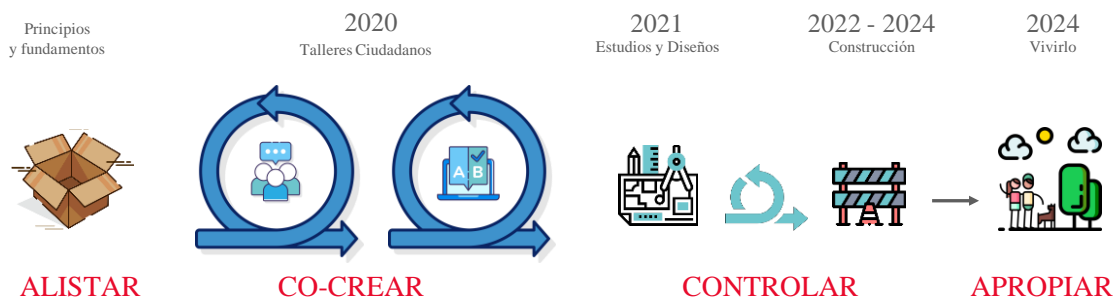 Principios
y fundamentos
2020
Talleres Ciudadanos
2021
Estudios y Diseños
2022 - 2024
Construcción
2024
Vivirlo
A B
ALISTAR
CO-CREAR
CONTROLAR
APROPIAR